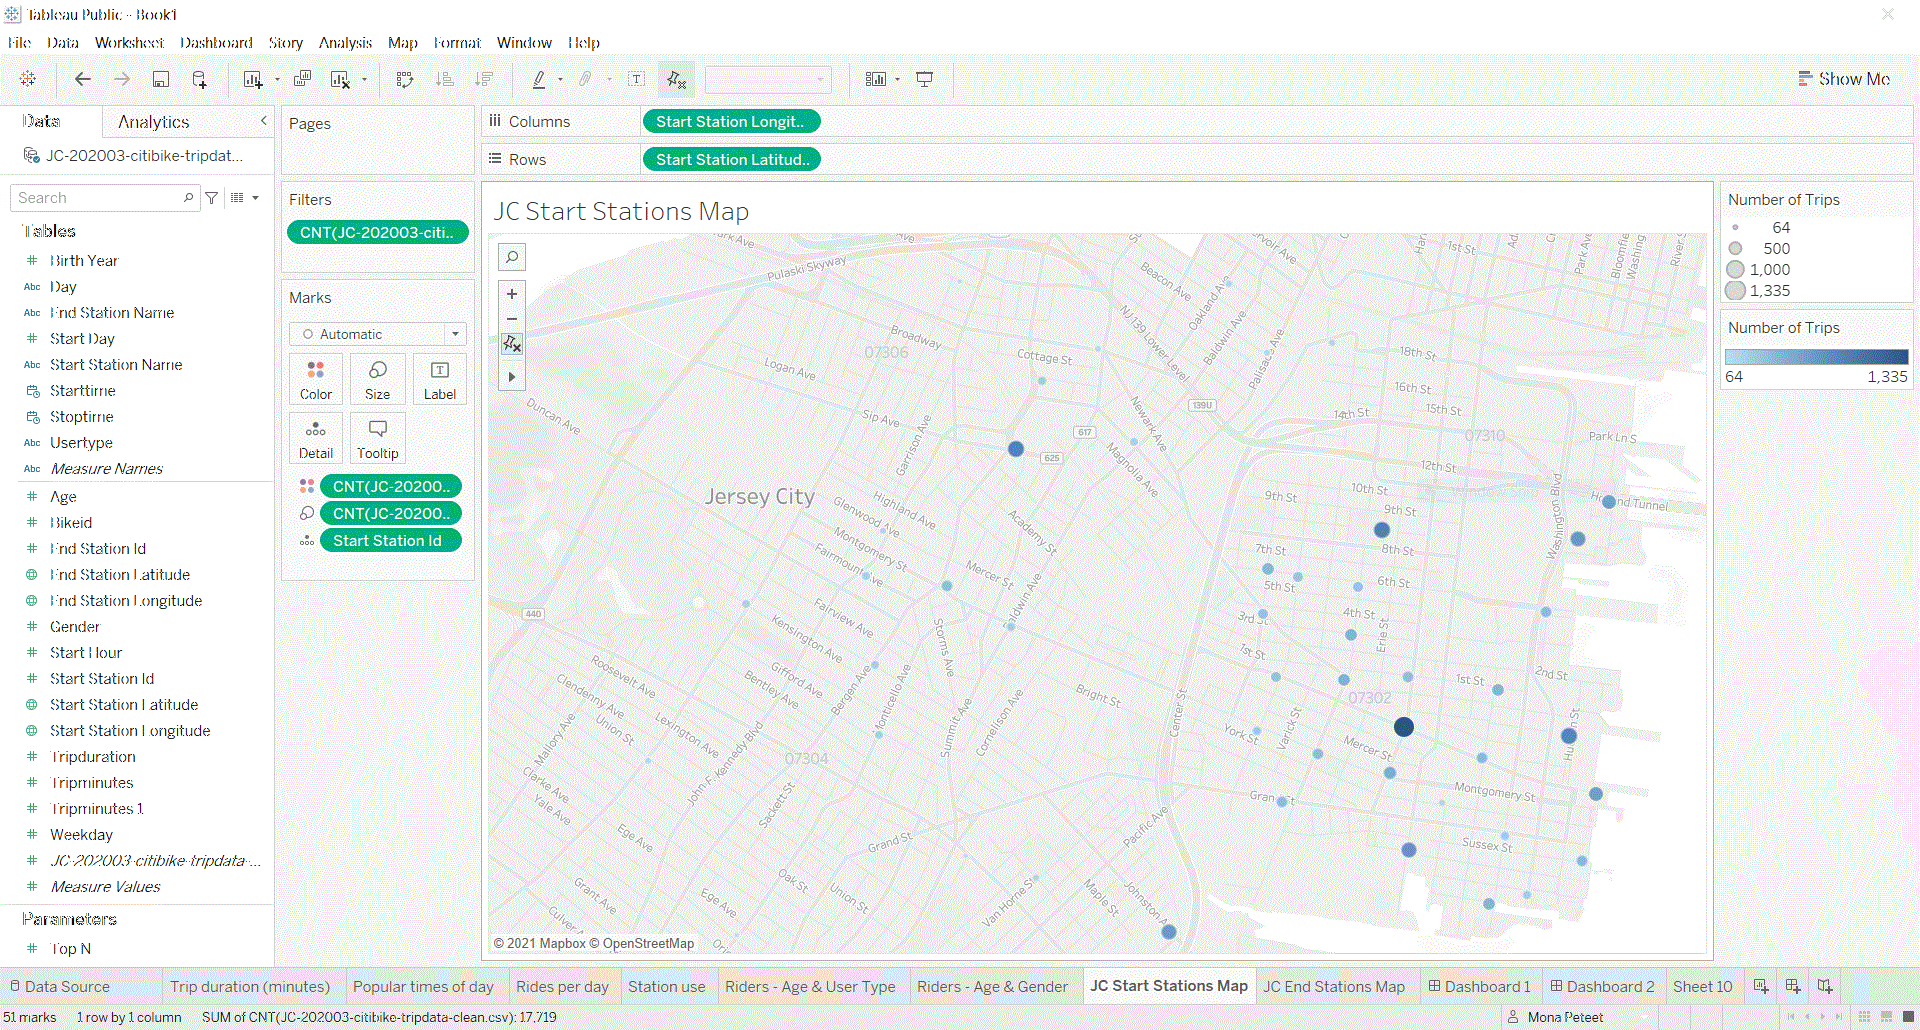 Tableau Public - Book1
File Data Worksheet Dashboard Story Analysis Map Format Window Help
Show Me
Data Analytics
JC-202003-citibike-tripdat...
Search
Tables
Birth Year
Abc Day
Abc End Station Name
Start Day
Abc Start Station Name
Starttime
Stoptime
Abc Usertype
Abc Measure Names
Age
Bikeid
End Station Id
End Station Latitude
End Station Longitude
Gender
Start Hour
Start Station Id
Start Station Latitude
Start Station Longitude
Tripduration
Tripminutes
Tripminutes 1
Weekday
JC-202003-citibike-tripdata-...
Measure Values
Parameters
Top N
Pages
Filters
CNT(JC-202003-citi..
Marks
Automatic
Color Size Label
Detail Tooltip
CNT(JC-20200..
CNT(JC-20200..
Start Station Id
Columns Start Station Longit..
Rows Start Station Latitud..
JC Start Stations Map
Pulaski Skyway
Beacon Ave
Oakland Ave
NJ 139 Lower Level
Baldwin Ave
Palisade Ave
1st St
Park Ave
River
Broadway
07306
Cottage St
Logan Ave
18th St
16th St
15th St
14th St
139U
Duncan Ave
Sip Ave
Garrison Ave
Newark Ave
617
625
07310
Park Ln S
12th St
Magnolia Ave
Jersey City
10th St
9th St
9th St
Holland Tunnel
Washington Blvd
Highland Ave
Glenwood Ave
Academy St
Montgomery St
Fairmount Ave
8th St
7th St
6th St
5th St
Mercer St
Baldwin Ave
440
Fairview Ave
Kensington Ave
Storms Ave
4th St
3rd St
Erie St
Roosevelt Ave
Gifford Ave
Bentley Ave
Bergen Ave
Monticello Ave
Clendenny Ave
Union St
Lexington Ave
Mallory Ave
1st St
2nd St
1st St
Bright St
07302
Center St
Summit Ave
Cornelison Ave
York St
Varick St
Mercer St
07304
John F. Kennedy Blvd
Clarke Ave
Yale Ave
Sackett St
Montgomery St
Grand St
Pacific Ave
Ege Ave
Grand St
Sussex St
Oak St
Union St
Grant Ave
Ege Ave
Culver Ave
Van Horne St
Maple St
Johnston Ave
© 2021 Mapbox © OpenStreetMap
Number of Trips
64
500
1,000
1,335
Number of Trips
64 1,335
Data Source Trip duration (minutes) Popular times of day Rides per day Station use Riders - Age & User Type Riders - Age & Gender JC Start Stations Map JC End Stations Map Dashboard 1 Dashboard 2 Sheet 10
51 marks 1 row by 1 column SUM of CNT(JC-202003-citibike-tripdata-clean.csv): 17,719 Mona Peteet